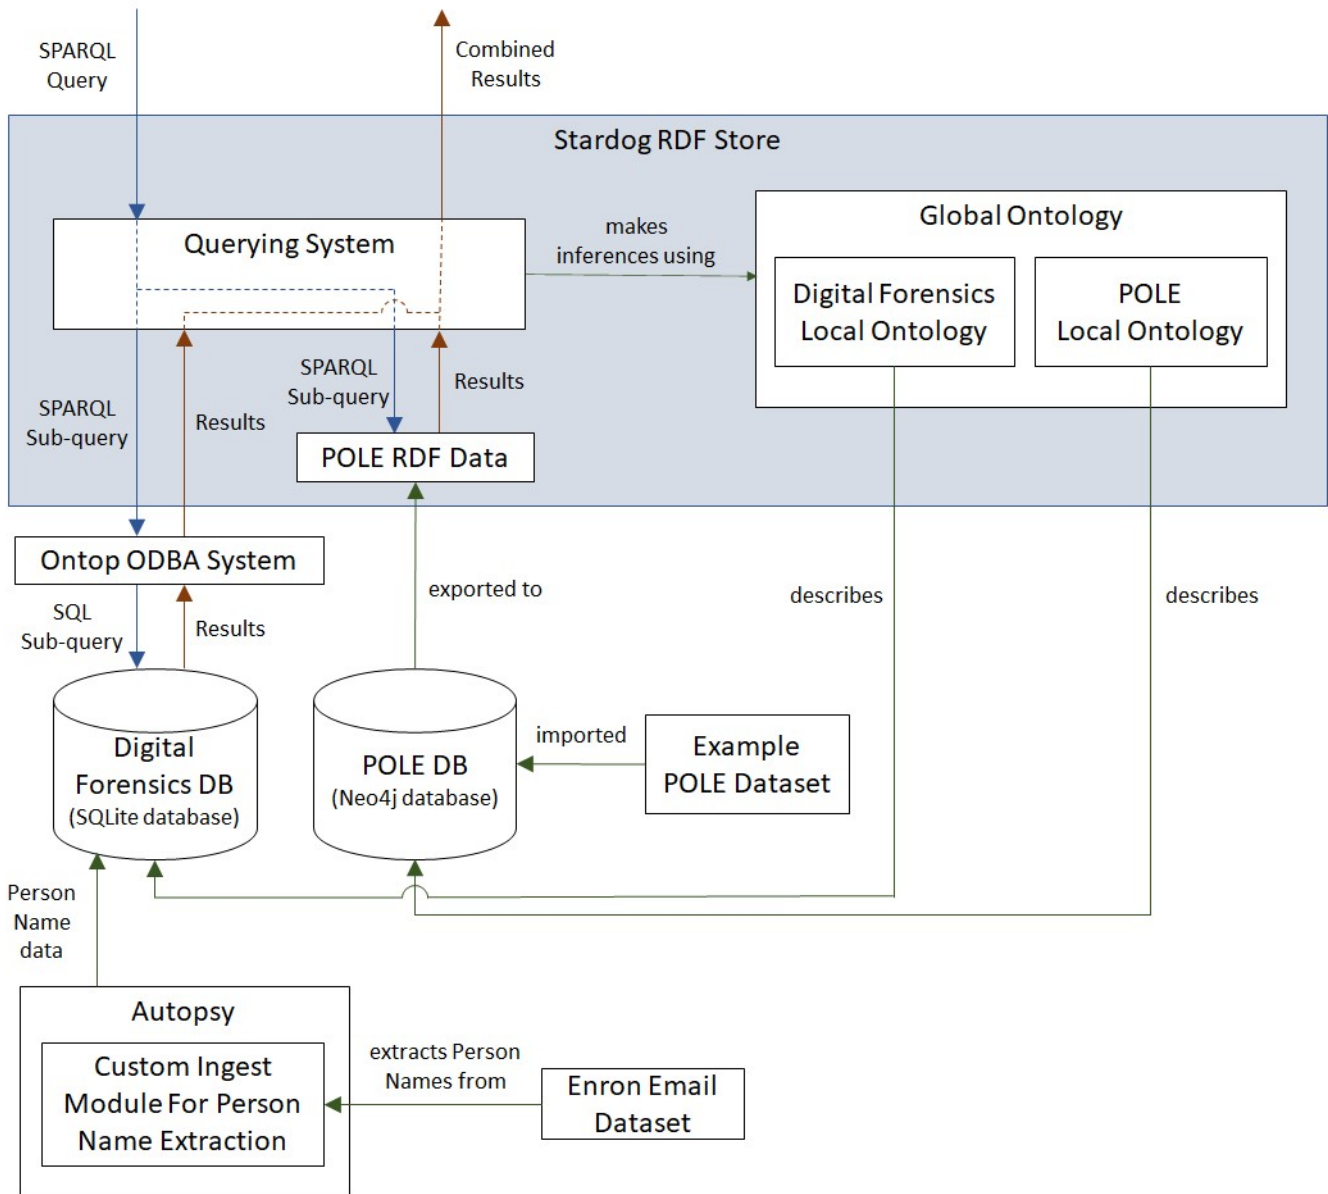 SPARQL
Query
Combined
Results
Stardog RDF Store
Querying System
makes
inferences using
Global Ontology
Digital Forensics
Local Ontology
POLE
Local Ontology
SPARQL
Sub-query
Results
SPARQL
Sub-query
Results
POLE RDF Data
Ontop ODBA System
SQL
Sub-query
Results
exported to
describes
describes
Digital
Forensics DB
(SQLite database)
POLE DB
(Neo4j database)
imported
Example
POLE Dataset
Person
Name
data
Autopsy
Custom Ingest
Module For Person
Name Extraction
extracts Person
Names from
Enron Email
Dataset